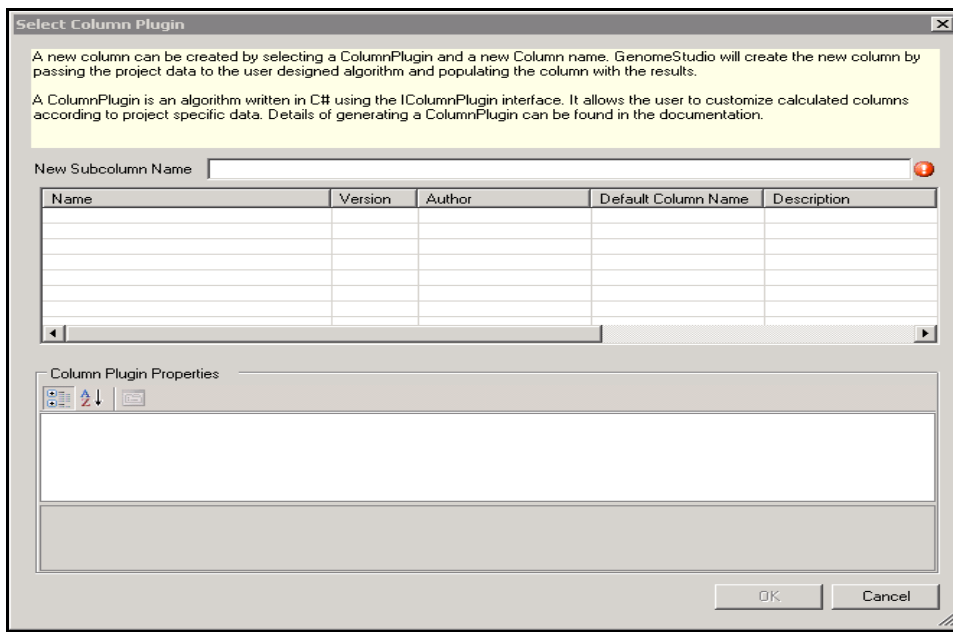 Select Column Plugin
A new column can be created by selecting a ColumnPlugin and a new Column name. GenomeStudio will create the new column by
passing the project data to the user designed algorithm and populating the column with the results.
A ColumnPlugin is an algorithm written in C# using the IColumnPlugin interface. It allows the user to customize calculated columns
according to project specific data. Details of generating a ColumnPlugin can be found in the documentation.
New Subcolumn Name
Name Version Author Default Column Name Description
Column Plugin Properties
OK Cancel